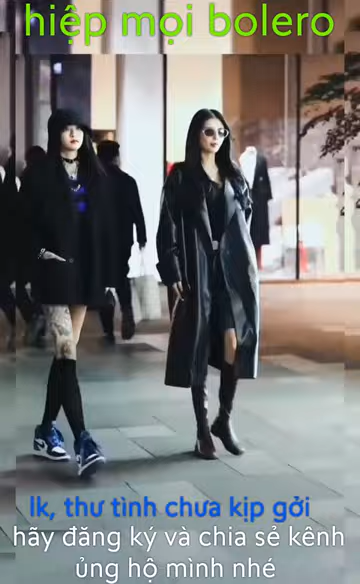 hiệp mọi bolero
lk, thư tình chưa kịp gởi
hãy đăng ký và chia sẻ kênh
ủng hộ mình nhé